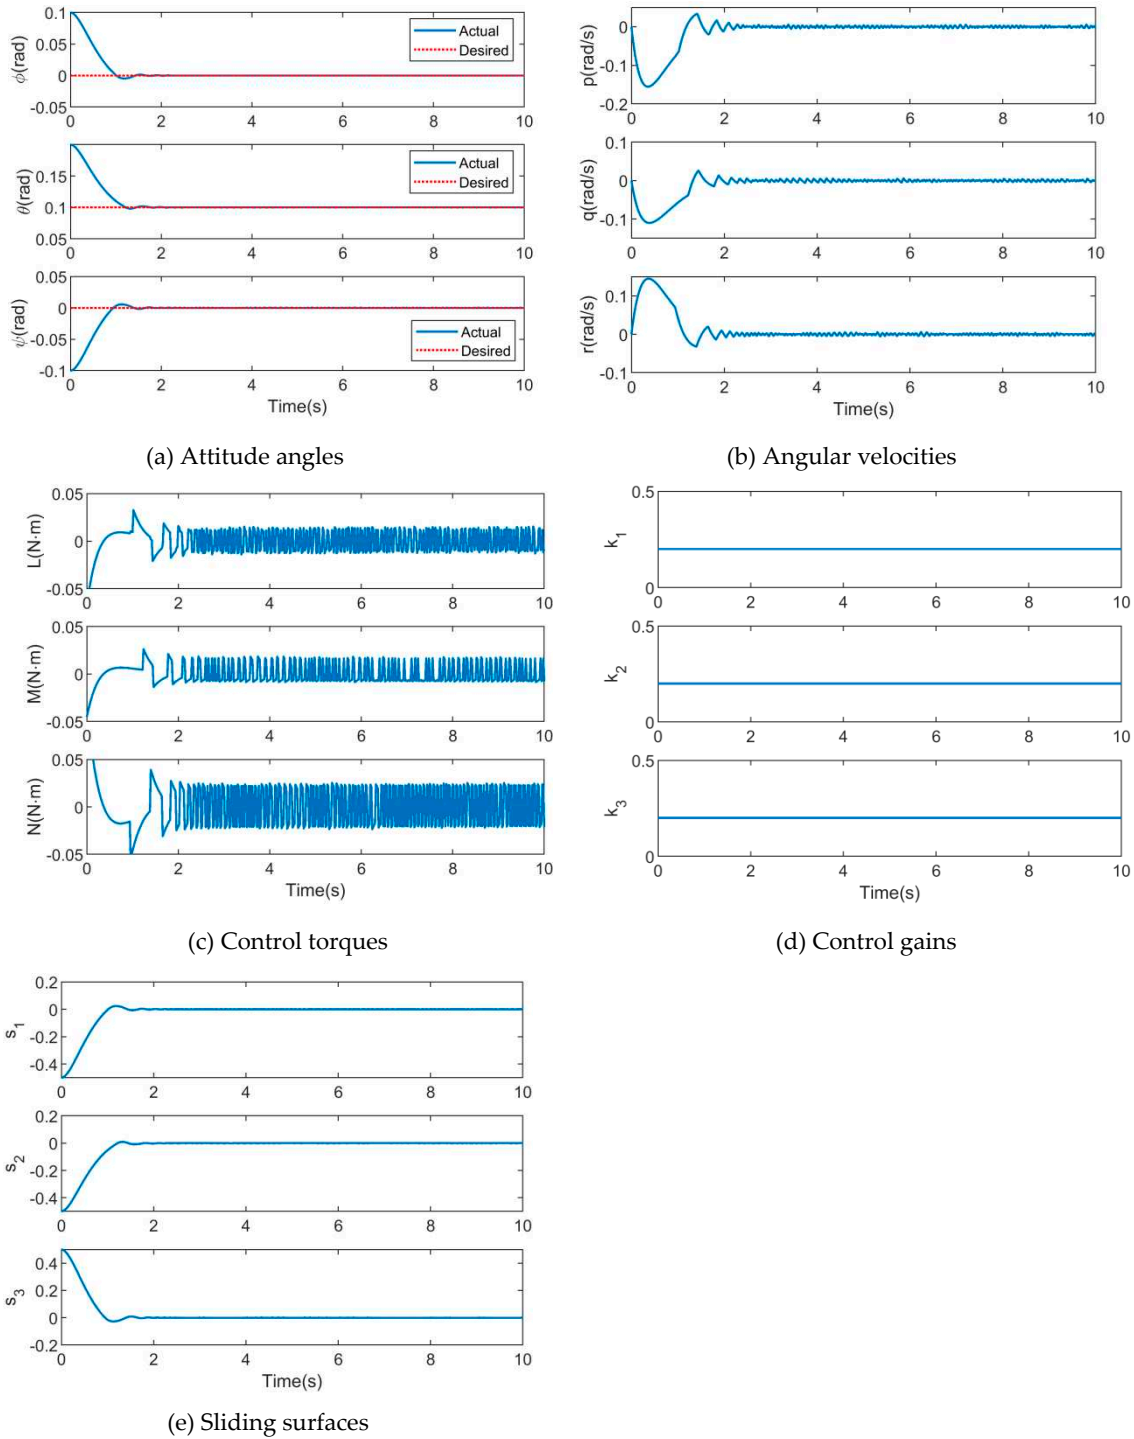 0.1
0.05
0
-0.05
ϕ(rad)
Actual
Desired
0 2 4 6 8 10
0.15
0.1
0.05
θ(rad)
Actual
Desired
0 2 4 6 8 10
0.05
0
-0.05
-0.1
ψ(rad)
Actual
Desired
0 2 4 6 8 10
Time(s)
(a) Attitude angles
0
-0.1
-0.2
p(rad/s)
0 2 4 6 8 10
0.1
0
-0.1
q(rad/s)
0 2 4 6 8 10
0.1
0
-0.1
r(rad/s)
0 2 4 6 8 10
Time(s)
(b) Angular velocities
0.05
0
-0.05
L(N·m)
0 2 4 6 8 10
0.05
0
-0.05
M(N·m)
0 2 4 6 8 10
0.05
0
-0.05
N(N·m)
0 2 4 6 8 10
Time(s)
(c) Control torques
0.5
0
k1
0 2 4 6 8 10
0.5
0
k2
0 2 4 6 8 10
0.5
0
k3
0 2 4 6 8 10
Time(s)
(d) Control gains
0.2
0
-0.2
-0.4
s1
0 2 4 6 8 10
0.2
0
-0.2
-0.4
s2
0 2 4 6 8 10
0.4
0.2
0
-0.2
s3
0 2 4 6 8 10
Time(s)
(e) Sliding surfaces